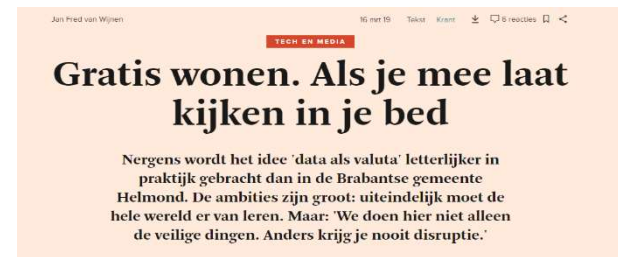 Jan Fred van Wijnen 16 mrt 19 Tekst Krant 6 reacties
TECH EN MEDIA
Gratis wonen. Als je mee laat
kijken in je bed
Nergens wordt het idee 'data als valuta' letterlijker in
praktijk gebracht dan in de Brabantse gemeente
Helmond. De ambities zijn groot: uiteindelijk moet de
hele wereld er van leren. Maar: 'We doen hier niet alleen
de veilige dingen. Anders krijg je nooit disruptie.'